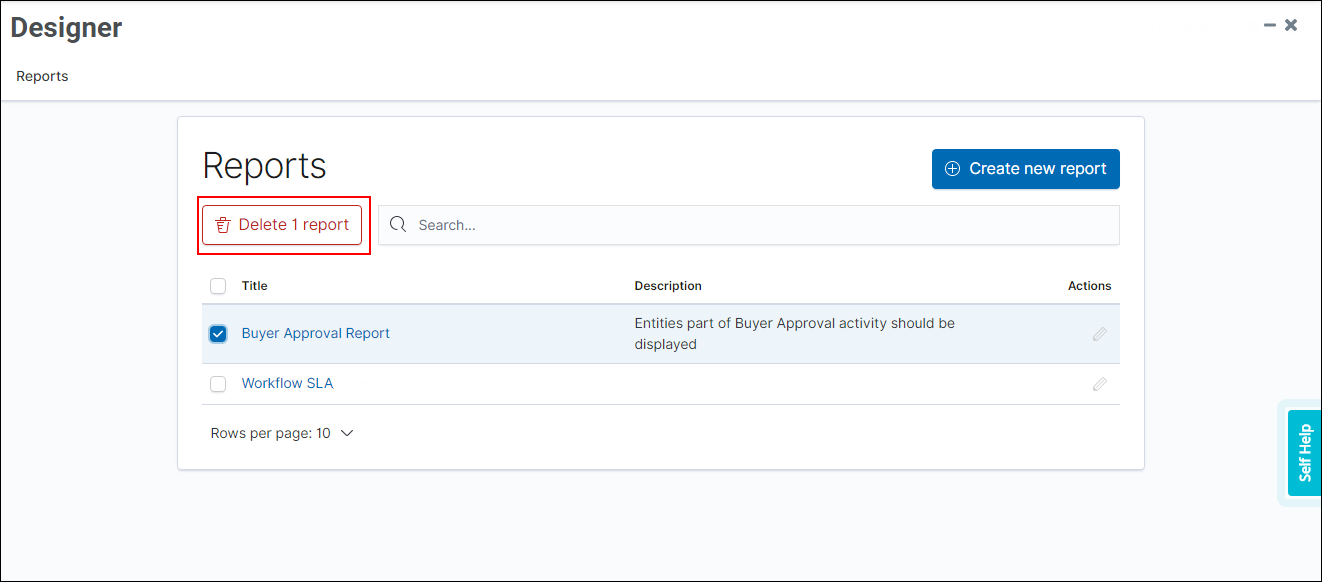 Designer
Reports
Reports
Create new report
Delete 1 report
Search...
Title Description Actions
Buyer Approval Report Entities part of Buyer Approval activity should be
displayed
Workflow SLA
Rows per page: 10
Self Help